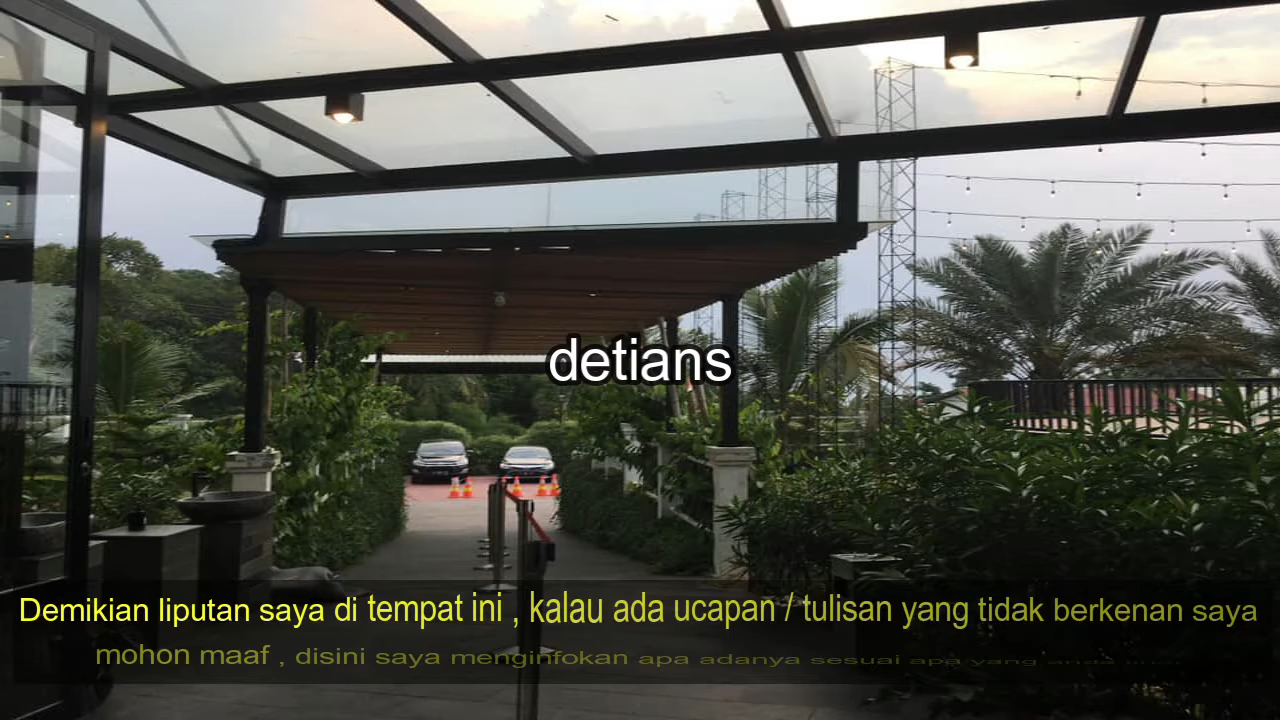 detians
Demikian liputan saya di tempat ini , kalau ada ucapan / tulisan yang tidak berkenan saya
mohon maaf , disini saya menginfokan apa adanya sesuai apa yang anda